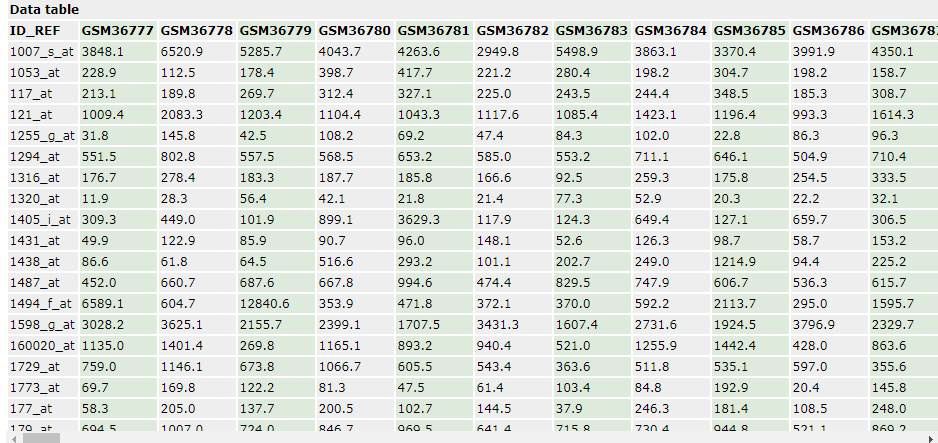 Data table
ID_REF GSM36777 GSM36778 GSM36779 GSM36780 GSM36781 GSM36782 GSM36783 GSM36784 GSM36785 GSM36786
1007_s_at 3848.1 6520.9 5285.7 4043.7 4263.6 2949.8 5498.9 3863.1 3370.4 3991.9 4350.1
1053_at 228.9 112.5 178.4 398.7 417.7 221.2 280.4 198.2 304.7 198.2 158.7
117_at 213.1 189.8 269.7 312.4 327.1 225.0 243.5 244.4 348.5 185.3 308.7
121_at 1009.4 2083.3 1203.4 1104.4 1043.3 1117.6 1085.4 1423.1 1196.4 993.3 1614.3
1255_g_at 31.8 145.8 42.5 108.2 69.2 47.4 84.3 102.0 22.8 86.3 96.3
1294_at 551.5 802.8 557.5 568.5 653.2 585.0 553.2 711.1 646.1 504.9 710.4
1316_at 176.7 278.4 183.3 187.7 185.8 166.6 92.5 259.3 175.8 254.5 333.5
1320_at 11.9 28.3 56.4 42.1 21.8 21.4 77.3 52.9 20.3 22.2 32.1
1405_i_at 309.3 449.0 101.9 899.1 3629.3 117.9 124.3 649.4 127.1 659.7 306.5
1431_at 49.9 122.9 85.9 90.7 96.0 148.1 52.6 126.3 98.7 58.7 153.2
1438_at 86.6 61.8 64.5 516.6 293.2 101.1 202.7 249.0 1214.9 94.4 225.2
1487_at 452.0 660.7 687.6 667.8 994.6 474.4 829.5 747.9 606.7 536.3 615.7
1494_f_at 6589.1 604.7 12840.6 353.9 471.8 372.1 370.0 592.2 2113.7 295.0 1595.7
1598_g_at 3028.2 3625.1 2155.7 2399.1 1707.5 3431.3 1607.4 2731.6 1924.5 3796.9 2329.7
160020_at 1135.0 1401.4 269.8 1165.1 893.2 940.4 521.0 1255.9 1442.4 428.0 863.6
1729_at 759.0 1146.1 673.8 1066.7 605.5 543.4 363.6 511.8 535.1 597.0 355.6
1773_at 69.7 169.8 122.2 81.3 47.5 61.4 103.4 84.8 192.9 20.4 145.8
177_at 58.3 205.0 137.7 200.5 102.7 144.5 37.9 246.3 181.4 108.5 248.0
179_at 694.5 1007.0 724.0 846.7 969.5 641.4 715.8 730.4 944.8 521.1 869.2